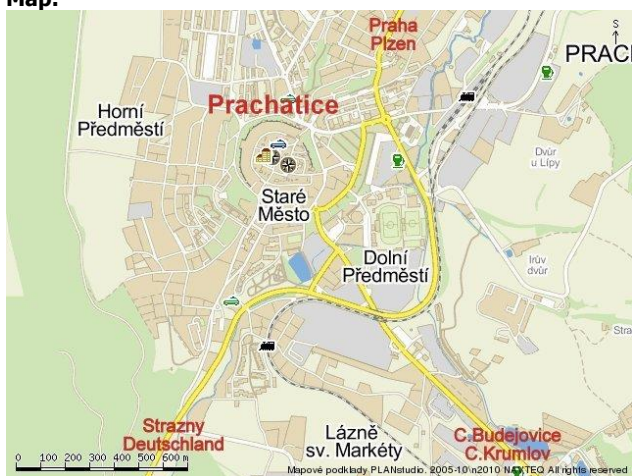 Map:
Praha
Plzen
S
PRACH
Prachatice
Horní
Předměstí
Dvůr
u Lípy
Staré
Město
Dolní
Předměstí
Irův
dvůr
Stra
Strazny
Deutschland
Lázně
sv. Markéty
C.Budejovice
C.Krumlov
0 100 200 300 400 500 600 m
Mapové podklady PLANstudio. 2005-10 \n2010 NAVTEQ All rights reserved